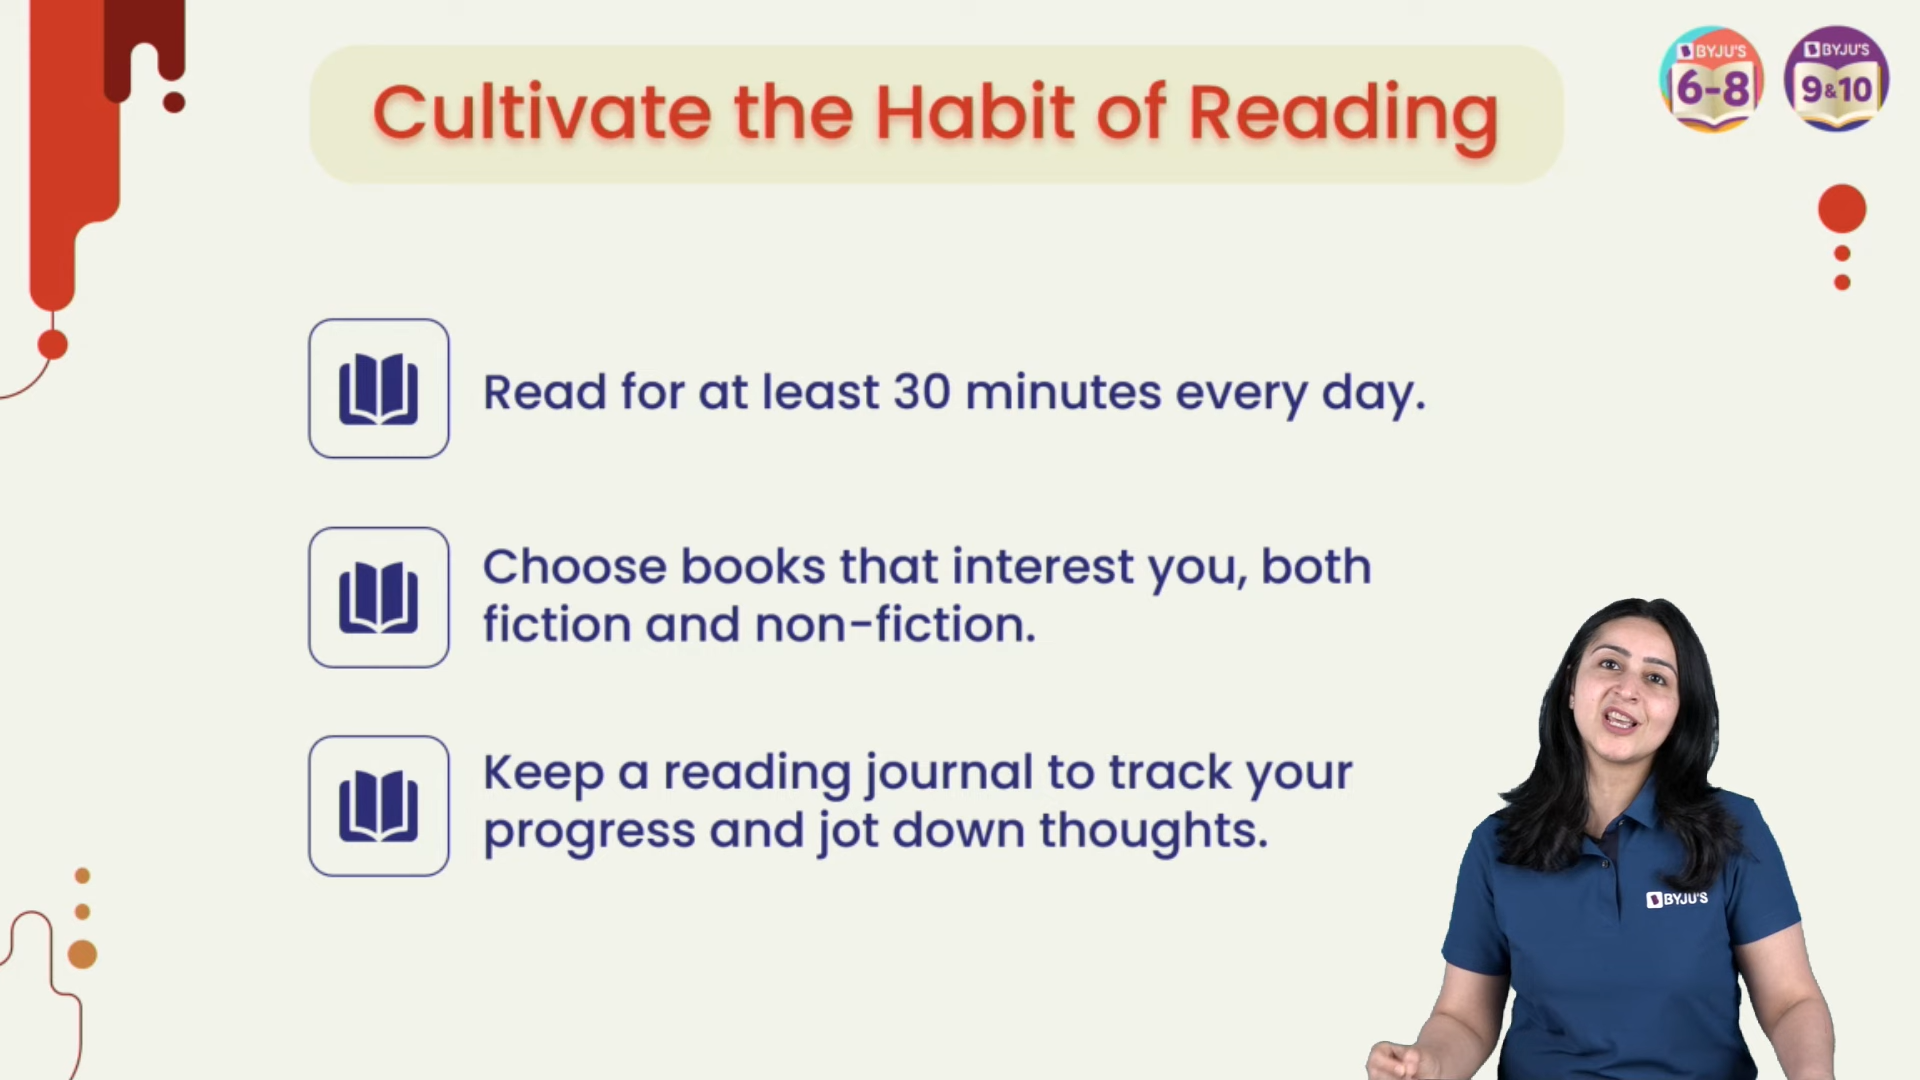 Cultivate the Habit of Reading
BYJU'S
6-8
BYJU'S
9&10
Read for at least 30 minutes every day.
Choose books that interest you, both
fiction and non-fiction.
Keep a reading journal to track your
progress and jot down thoughts.
BYJU'S